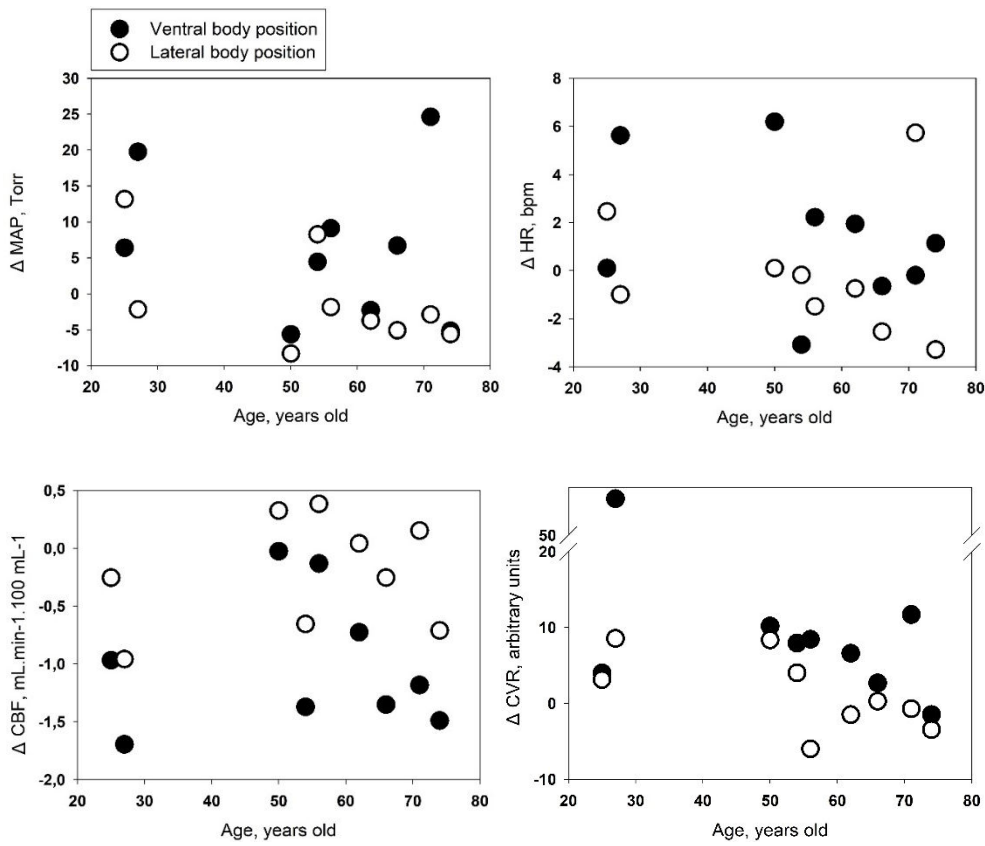 Ventral body position
Lateral body position
30
25
20
15
10
5
0
-5
-10
20 30 40 50 60 70 80
Δ MAP, Torr
Age, years old
8
6
4
2
0
-2
-4
20 30 40 50 60 70 80
Δ HR, bpm
Age, years old
0,5
0,0
-0,5
-1,0
-1,5
-2,0
20 30 40 50 60 70 80
Δ CBF, mL.min-1.100 mL-1
Age, years old
50
20
10
0
-10
20 30 40 50 60 70 80
Δ CVR, arbitrary units
Age, years old